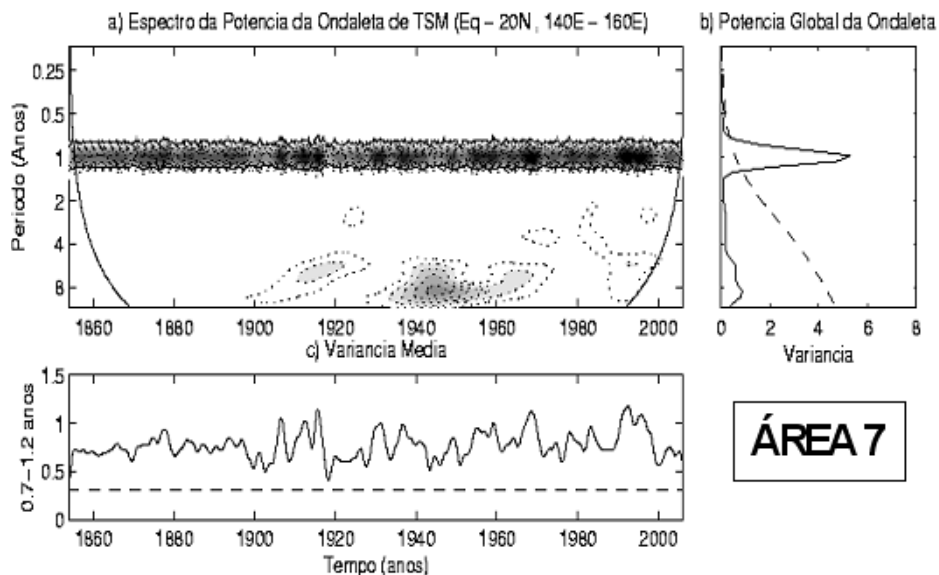 a) Espectro da Potencia da Ondaleta de TSM (Eq – 20N , 140E – 160E)
b) Potencia Global da Ondaleta
Periodo (Anos)
0.25
0.5
1
2
4
8
1860 1880 1900 1920 1940 1960 1980 2000
0 2 4 6 8
Variancia
c) Variancia Media
0.7–1.2 anos
1.5
1
0.5
0
1860 1880 1900 1920 1940 1960 1980 2000
Tempo (anos)
ÁREA 7